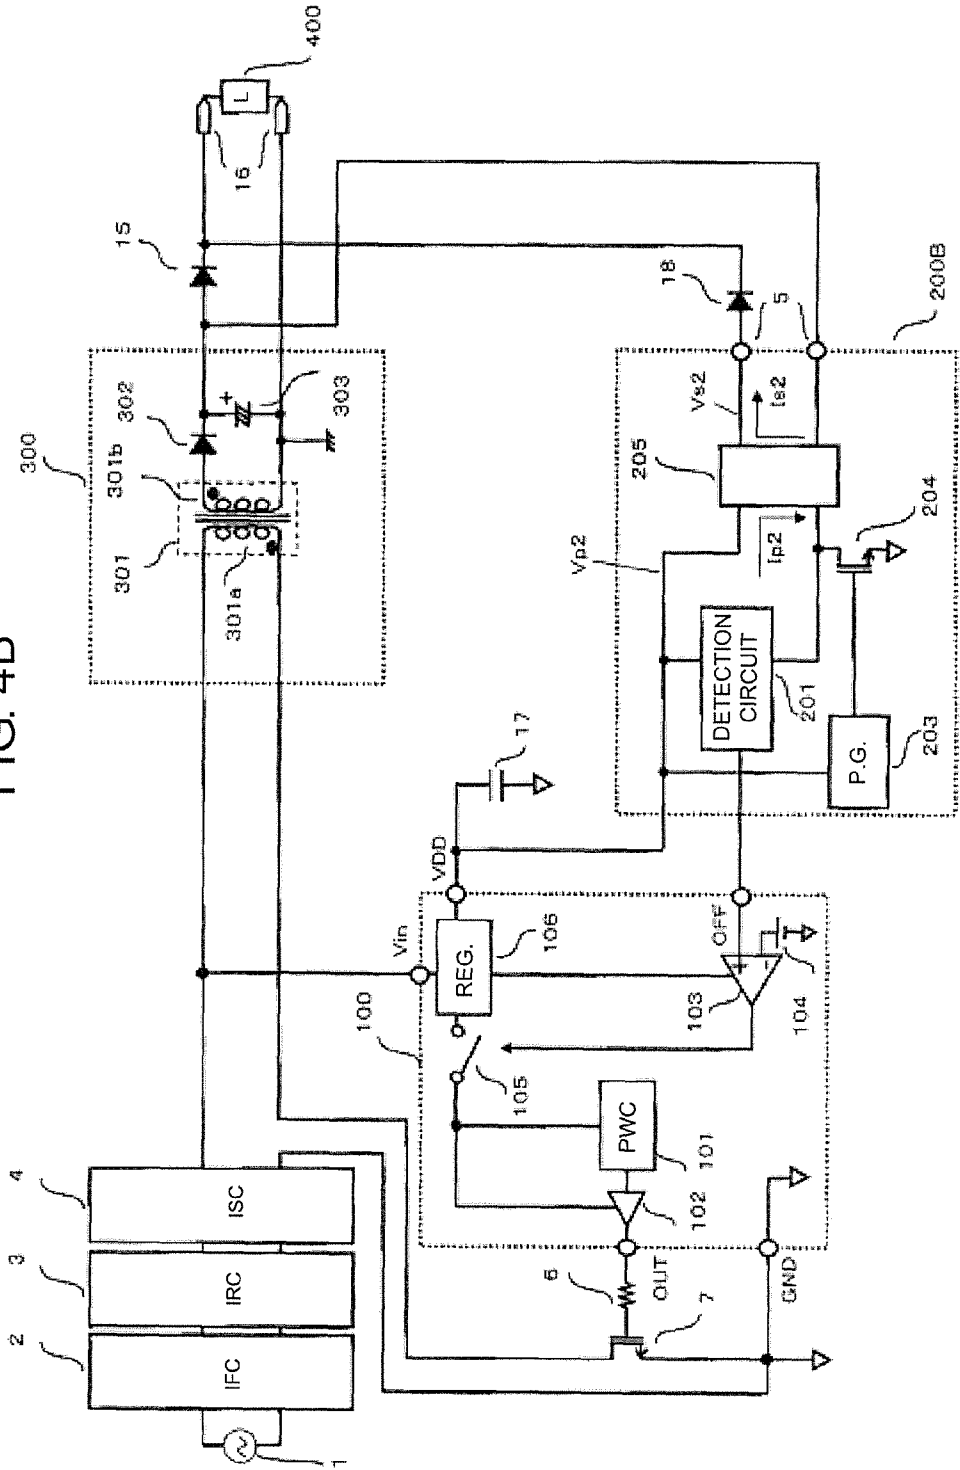 FIG. 4B
1
2
IFC
3
IRC
4
ISC
300
301
301b
301a
302
303
15
16
L
400
6
OUT
7
GND
100
Vin
VDD
17
REG.
106
105
PWC
101
102
103
104
OFF
Vp2
DETECTION
CIRCUIT
201
P.G.
203
204
205
Ip2
Vs2
Is2
18
5
200B
+
+
-